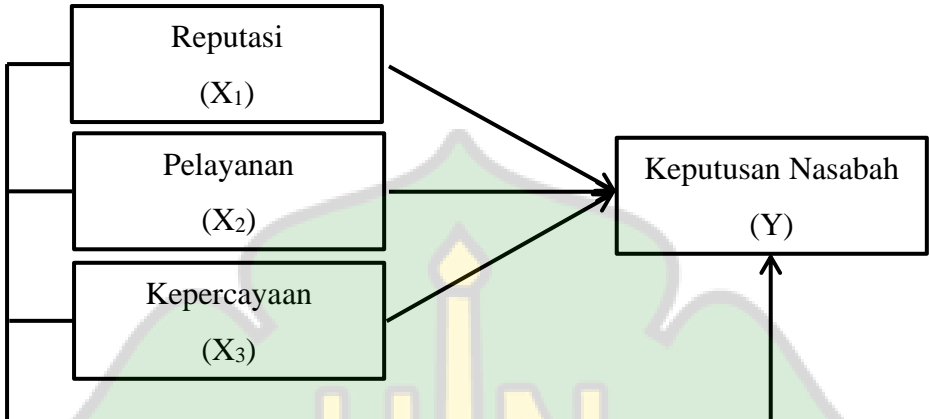 Reputasi
(X₁)
Pelayanan
(X₂)
Kepercayaan
(X₃)
Keputusan Nasabah
(Y)